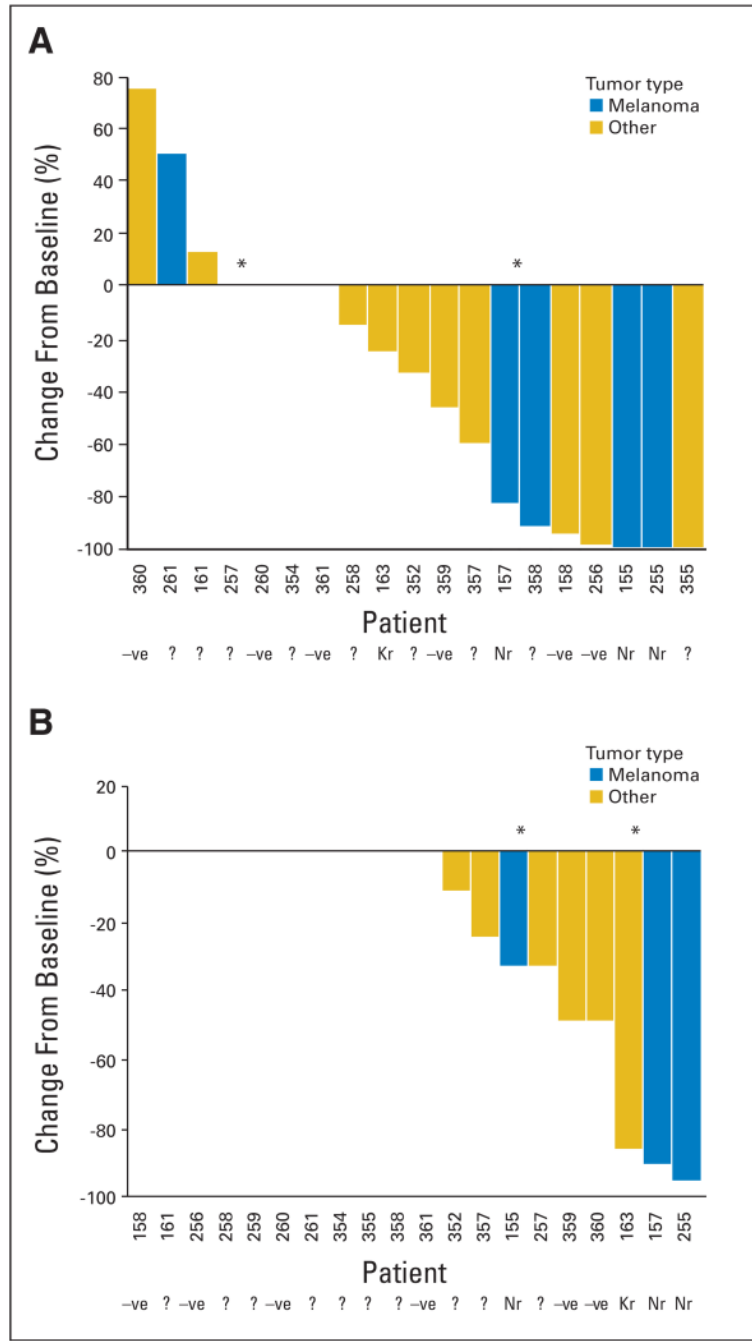 A
Tumor type
Melanoma
Other
Change From Baseline (%)
80
60
40
20
0
-20
-40
-60
-80
-100
*
*
360 261 161 257 260 354 361 258 163 352 359 357 157 358 158 256 155 255 355
Patient
–ve ? ? ? –ve ? –ve ? Kr ? –ve ? Nr ? –ve –ve Nr Nr ?
B
Tumor type
Melanoma
Other
Change From Baseline (%)
20
0
-20
-40
-60
-80
-100
*
*
158 161 256 258 259 260 261 354 355 358 361 352 357 155 257 359 360 163 157 255
Patient
–ve ? –ve ? ? –ve ? ? ? ? –ve ? ? Nr ? –ve –ve Kr Nr Nr